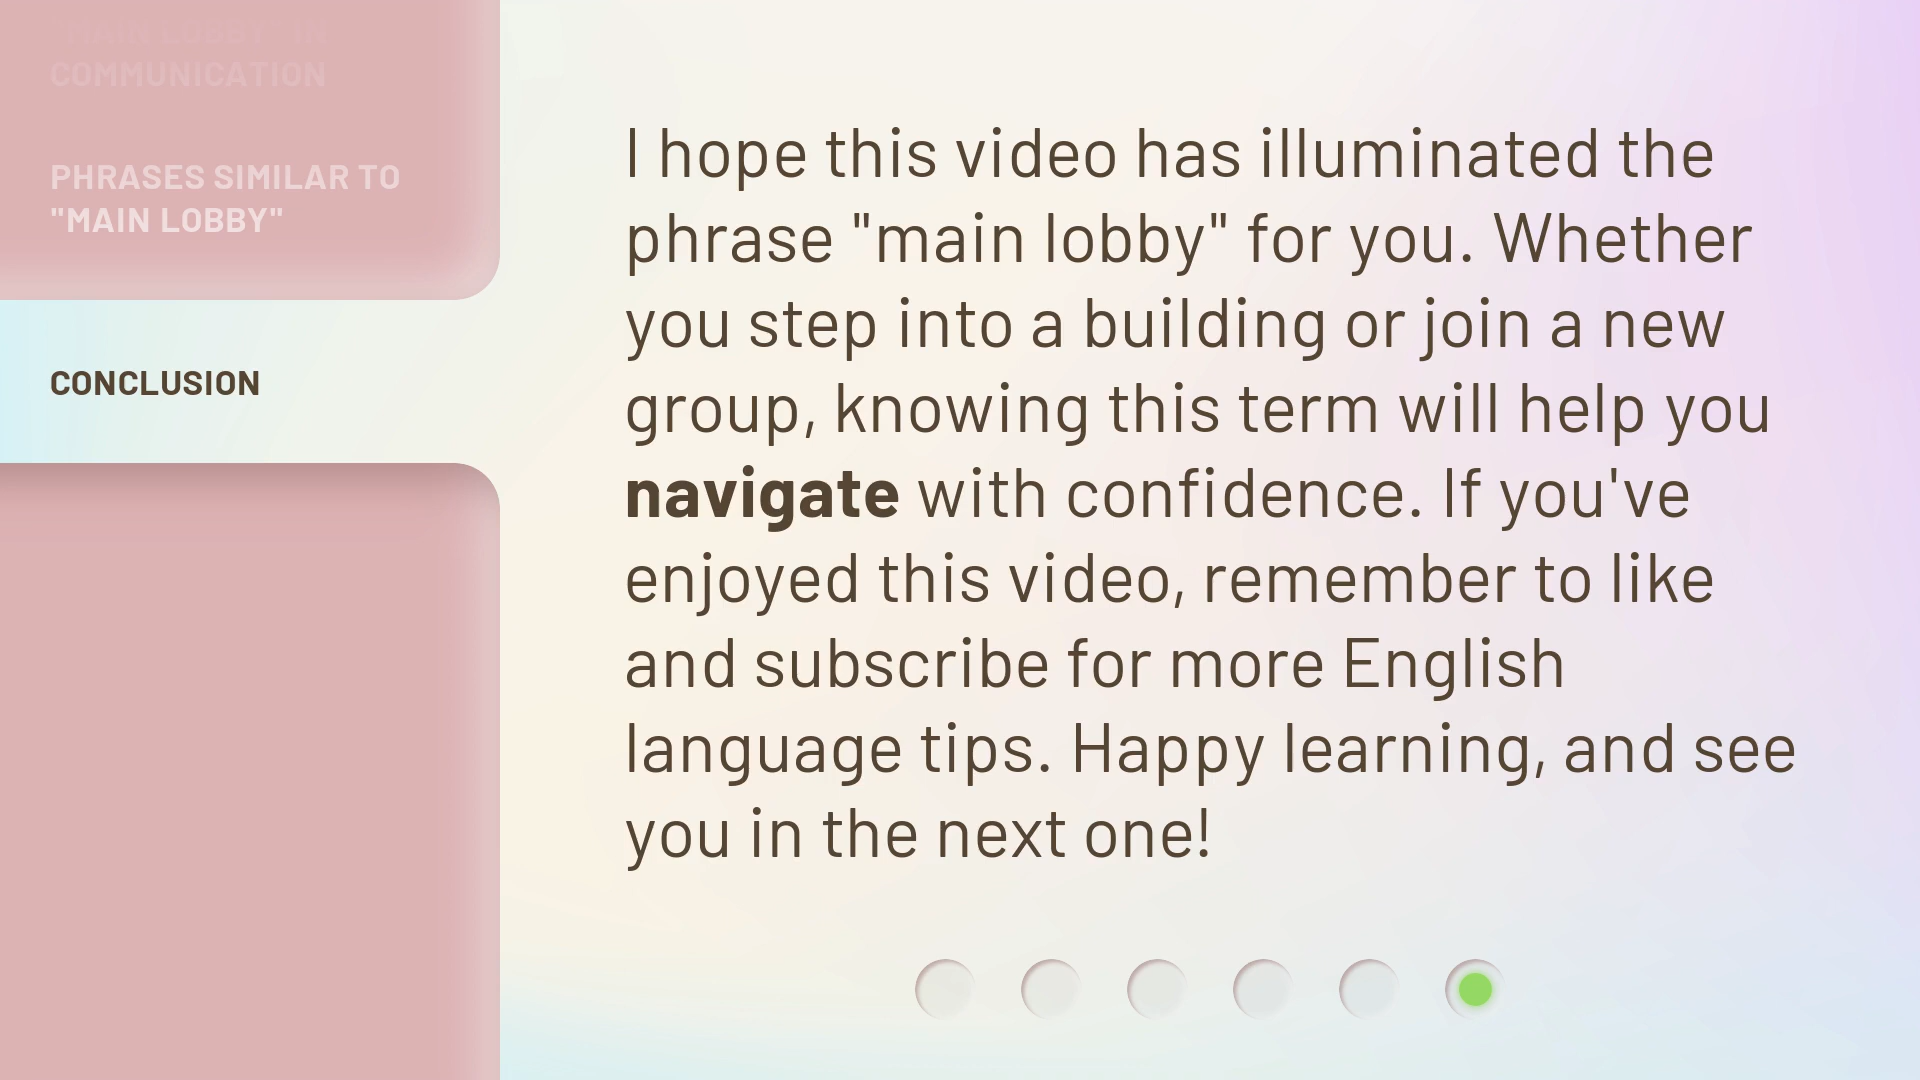 "MAIN LOBBY" IN
COMMUNICATION
PHRASES SIMILAR TO
"MAIN LOBBY"
CONCLUSION
I hope this video has illuminated the
phrase "main lobby" for you. Whether
you step into a building or join a new
group, knowing this term will help you
navigate with confidence. If you've
enjoyed this video, remember to like
and subscribe for more English
language tips. Happy learning, and see
you in the next one!